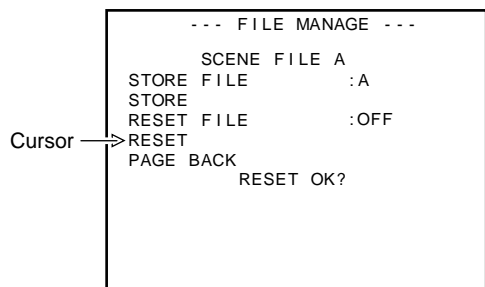 --- FILE MANAGE ---
SCENE FILE A
STORE FILE :A
STORE
RESET FILE :OFF
Cursor RESET
PAGE BACK
RESET OK?